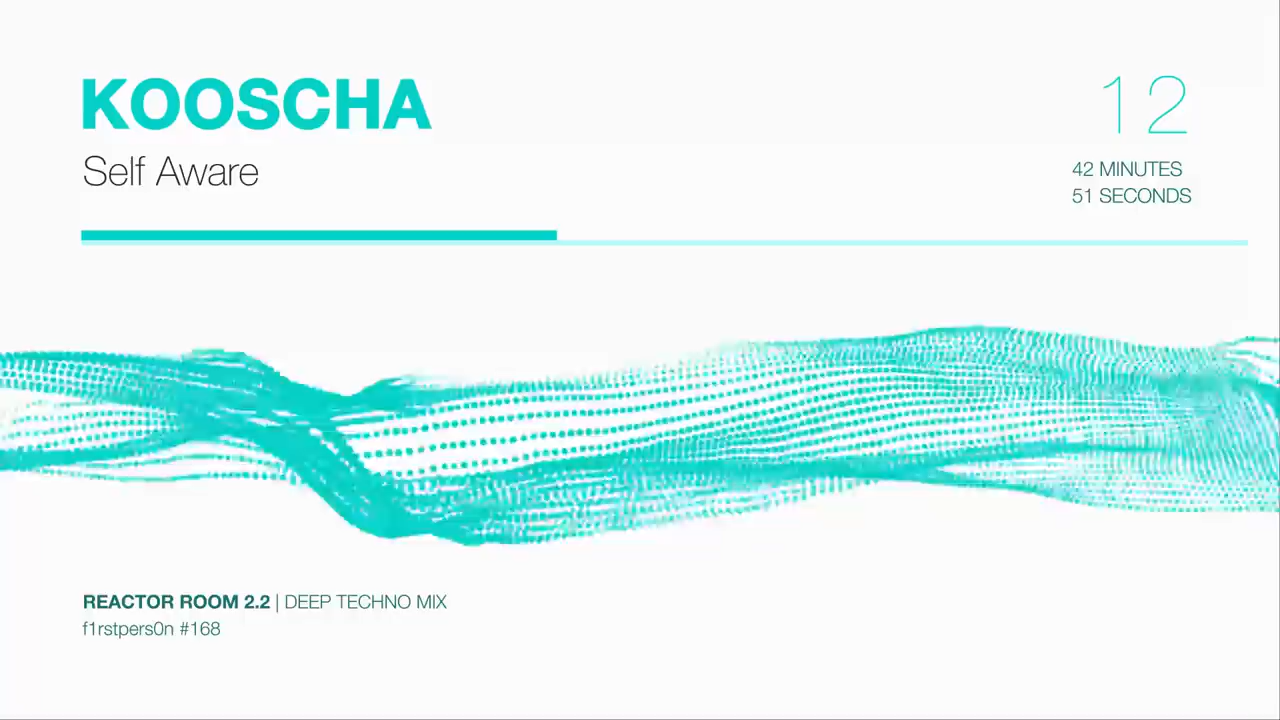 KOOSCHA
Self Aware
12
42 MINUTES
51 SECONDS
REACTOR ROOM 2.2 | DEEP TECHNO MIX
f1rstpers0n #168